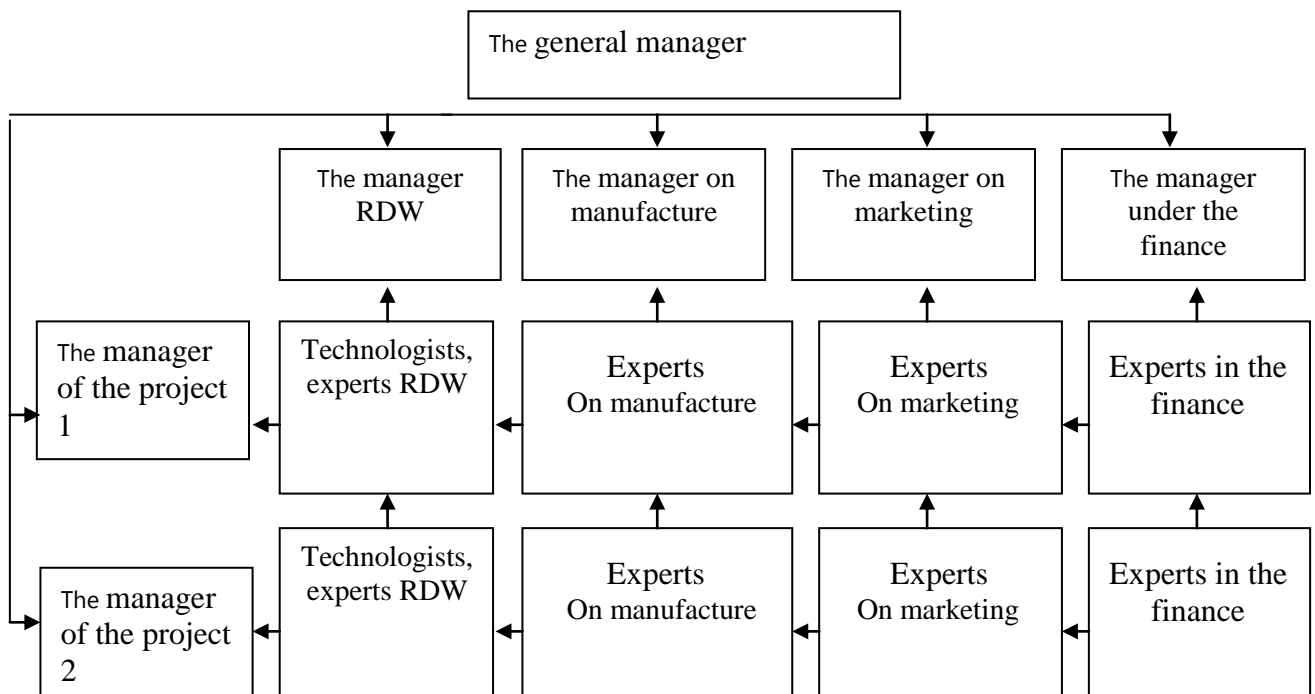 The general manager
The manager
RDW
The manager on
manufacture
The manager on
marketing
The manager
under the
finance
The manager
of the project
1
Technologists,
experts RDW
Experts
On manufacture
Experts
On marketing
Experts in the
finance
The manager
of the project
2
Technologists,
experts RDW
Experts
On manufacture
Experts
On marketing
Experts in the
finance